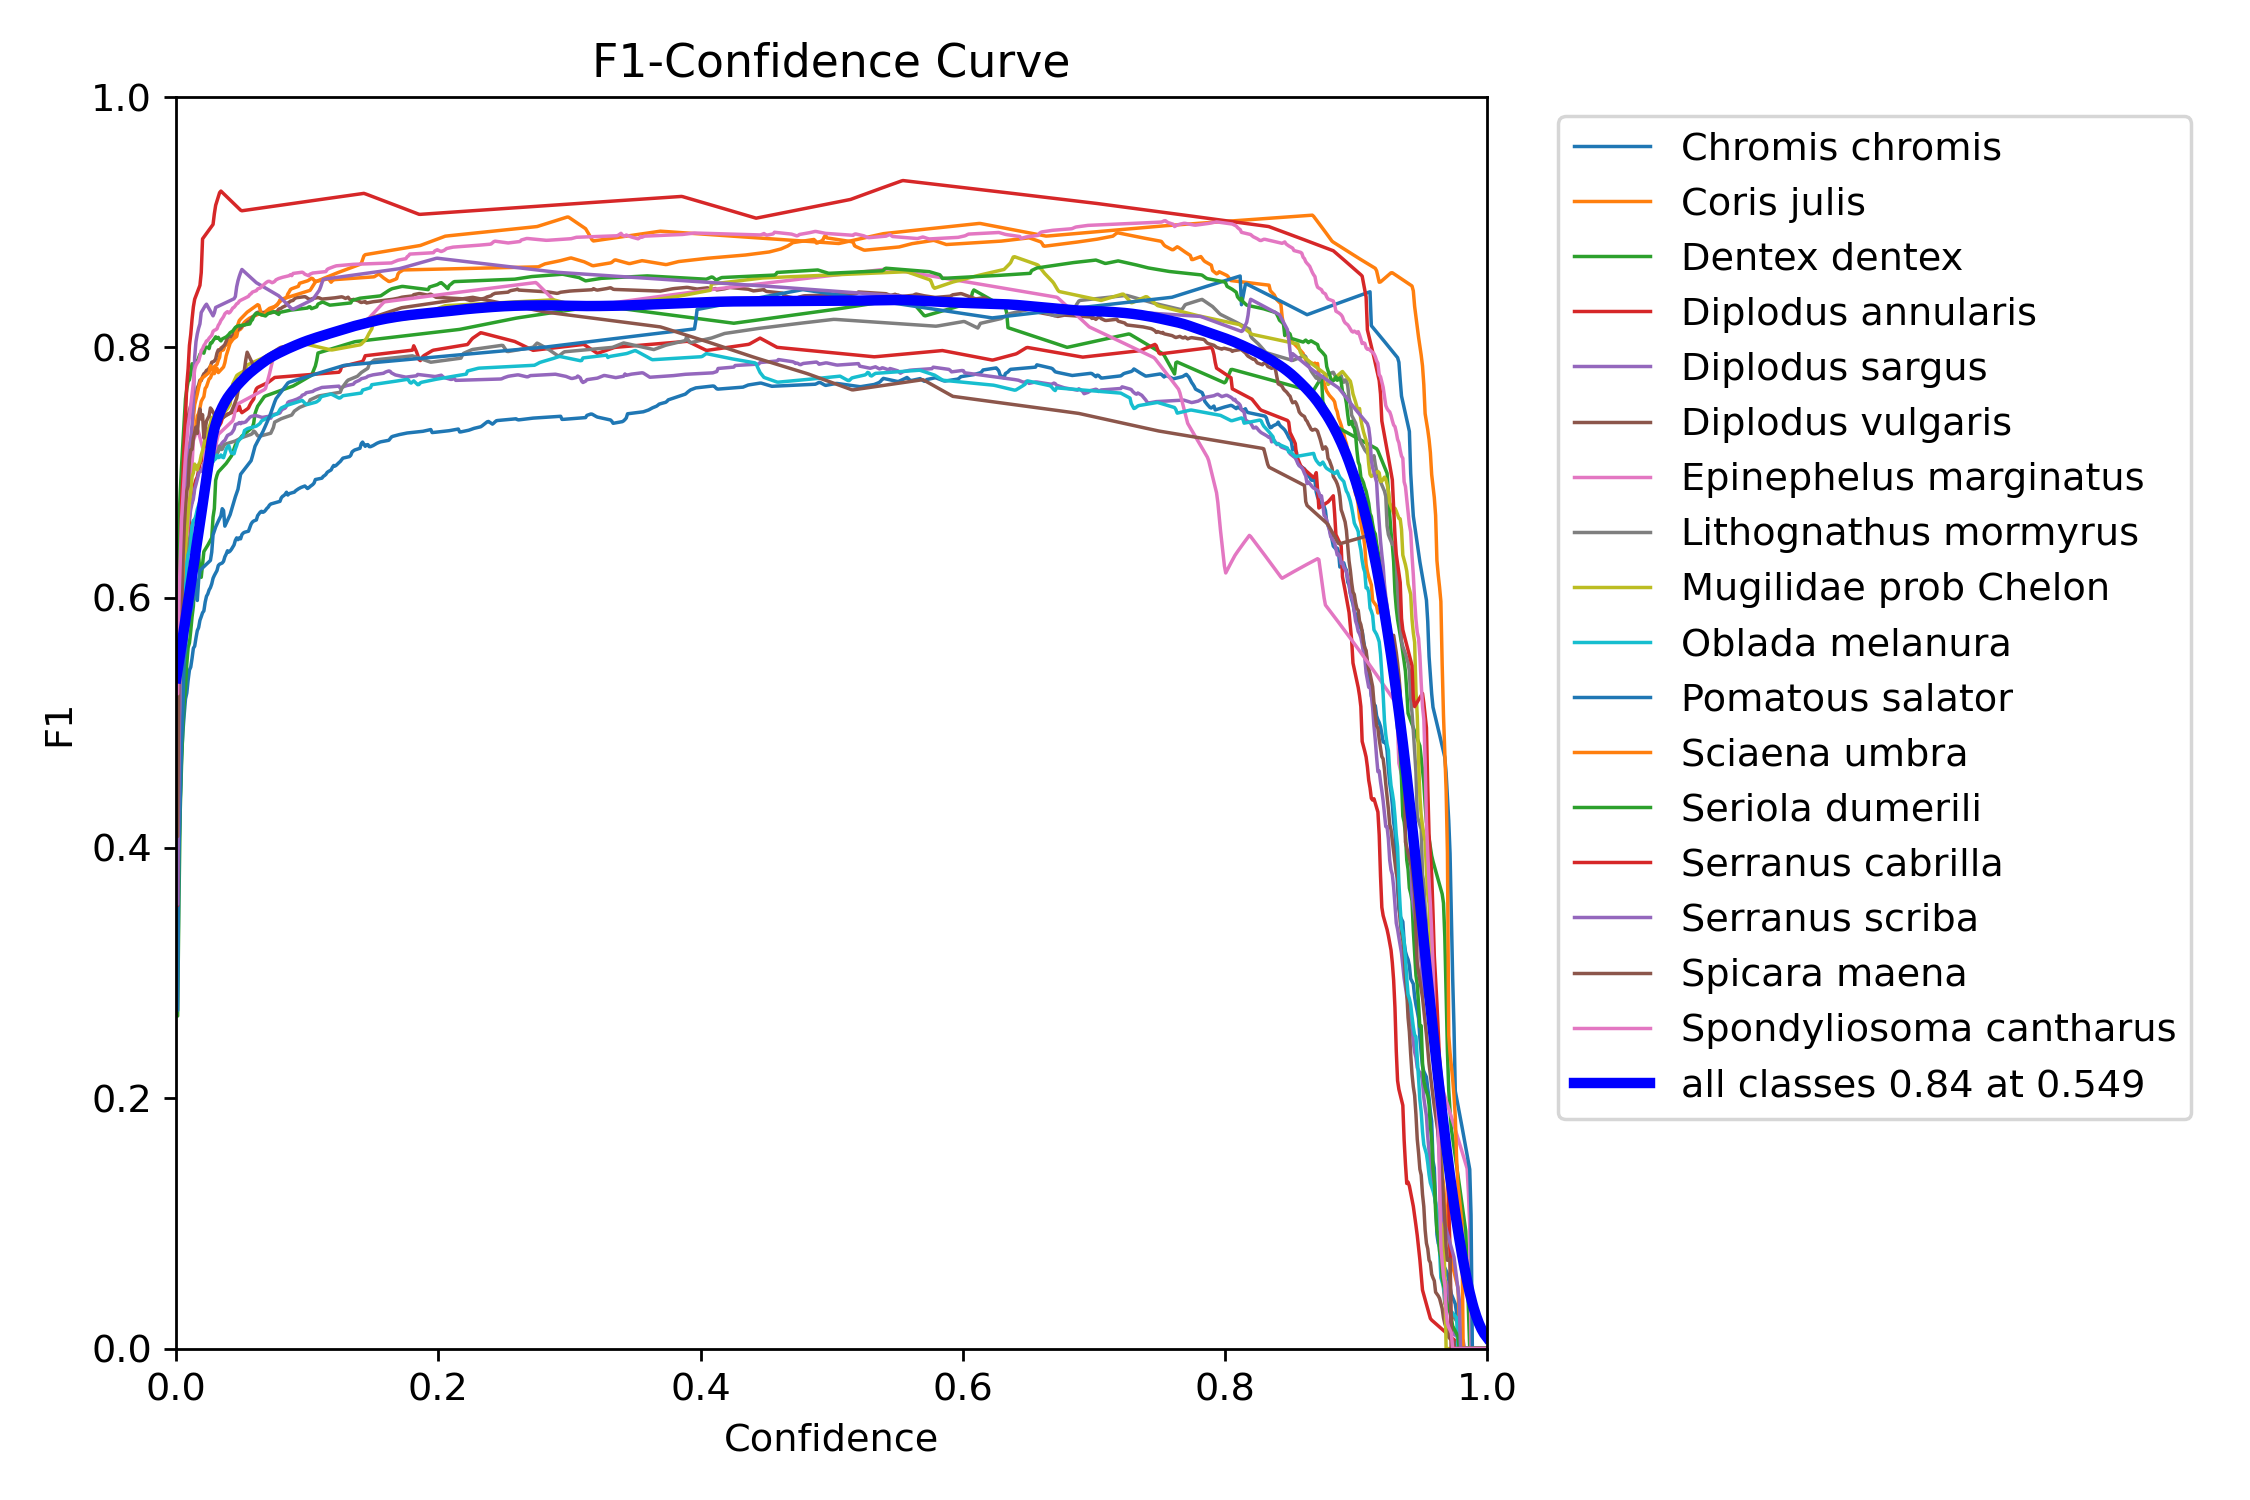 F1-Confidence Curve
1.0
0.8
0.6
0.4
0.2
0.0
F1
0.0 0.2 0.4 0.6 0.8 1.0
Confidence
Chromis chromis
Coris julis
Dentex dentex
Diplodus annularis
Diplodus sargus
Diplodus vulgaris
Epinephelus marginatus
Lithognathus mormyrus
Mugilidae prob Chelon
Oblada melanura
Pomatous salator
Sciaena umbra
Seriola dumerili
Serranus cabrilla
Serranus scriba
Spicara maena
Spondyliosoma cantharus
all classes 0.84 at 0.549